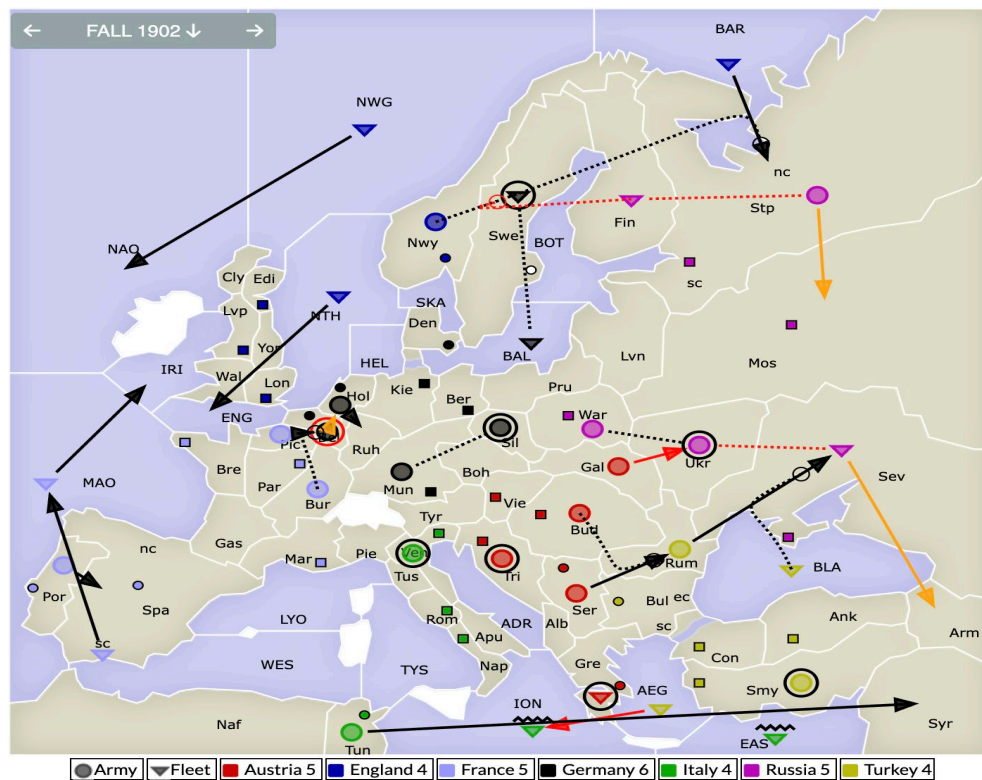 ← FALL 1902 ↓ →
BAR
NWG
nc
Stp
NAO
Nwy
Swe
Fin
BOT
Cly Edi
sc
SKA
NTH
Lvp
Den
Mos
Yor
BAL
Lvn
IRI
HEL
Wal
Lon
Kie
Pru
Ber
Hol
ENG
War
Pic
Bel
Sil
Ruh
Ukr
Bre
Gal
Boh
Sev
MAO
Par
Mun
Bur
Vie
Tyr
Bud
Gas
nc
Mar
Pie
Ven
Rum
BLA
Tus
Tri
Por
Spa
Ser
Bul ec
LYO
Rom
ADR
Alb
Ank
Apu
sc
Arm
sc
Con
WES
TYS
Nap
Gre
Smy
AEG
ION
Naf
Syr
EAS
Tun
Army Fleet Austria 5 England 4 France 5 Germany 6 Italy 4 Russia 5 Turkey 4